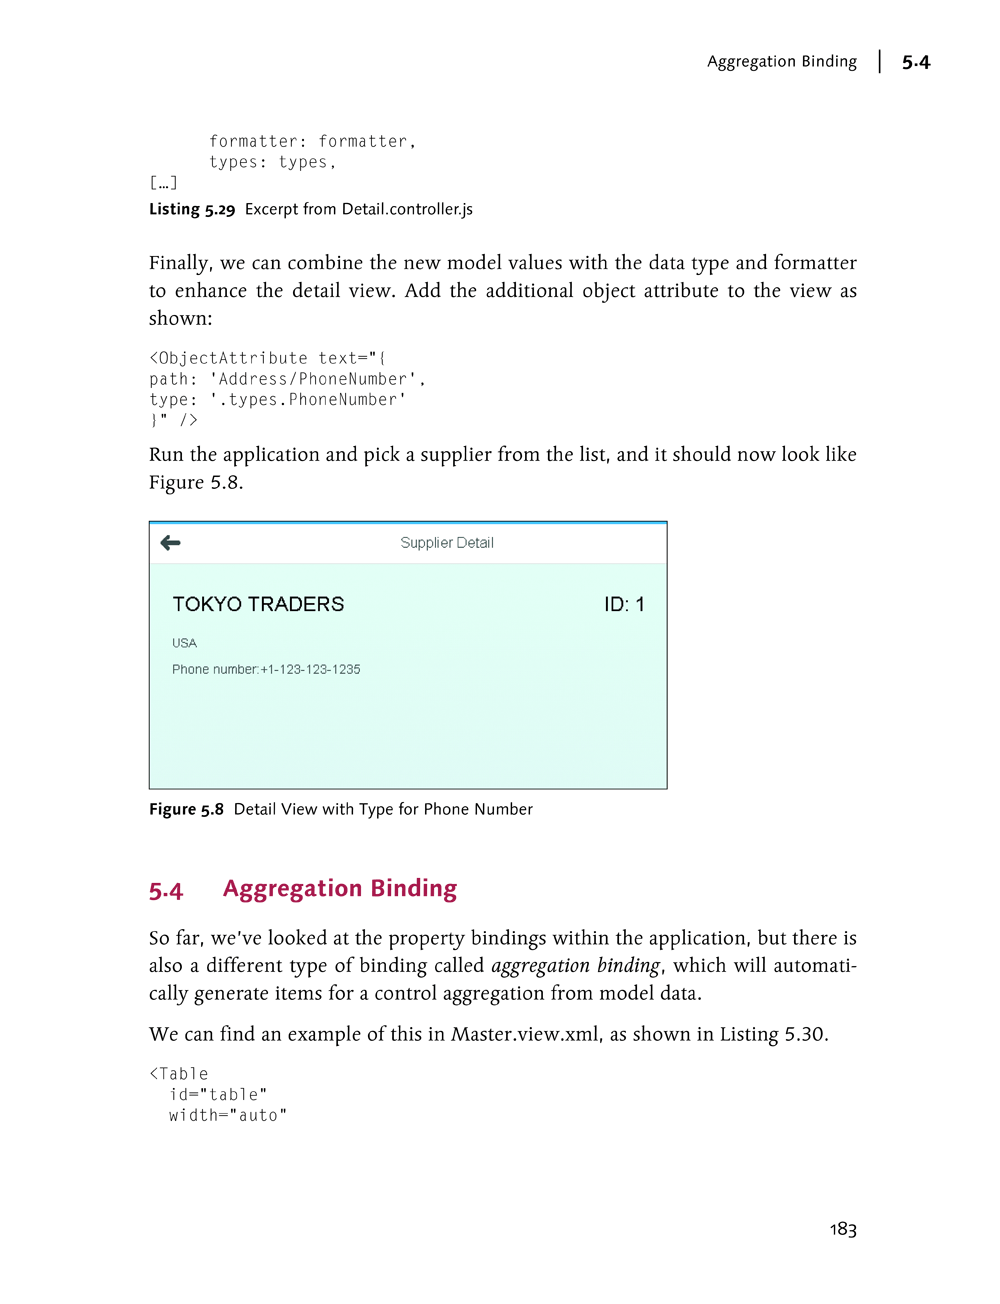 Aggregation Binding | 5.4
formatter: formatter,
types: types,
[…]
Listing 5.29 Excerpt from Detail.controller.js
Finally, we can combine the new model values with the data type and formatter
to enhance the detail view. Add the additional object attribute to the view as
shown:
<ObjectAttribute text="{
path: 'Address/PhoneNumber',
type: '.types.PhoneNumber'
}" />
Run the application and pick a supplier from the list, and it should now look like
Figure 5.8.
Supplier Detail
TOKYO TRADERS ID: 1
USA
Phone number:+1-123-123-1235
Figure 5.8 Detail View with Type for Phone Number
5.4 Aggregation Binding
So far, we've looked at the property bindings within the application, but there is
also a different type of binding called aggregation binding, which will automati-
cally generate items for a control aggregation from model data.
We can find an example of this in Master.view.xml, as shown in Listing 5.30.
<Table
id="table"
width="auto"
183